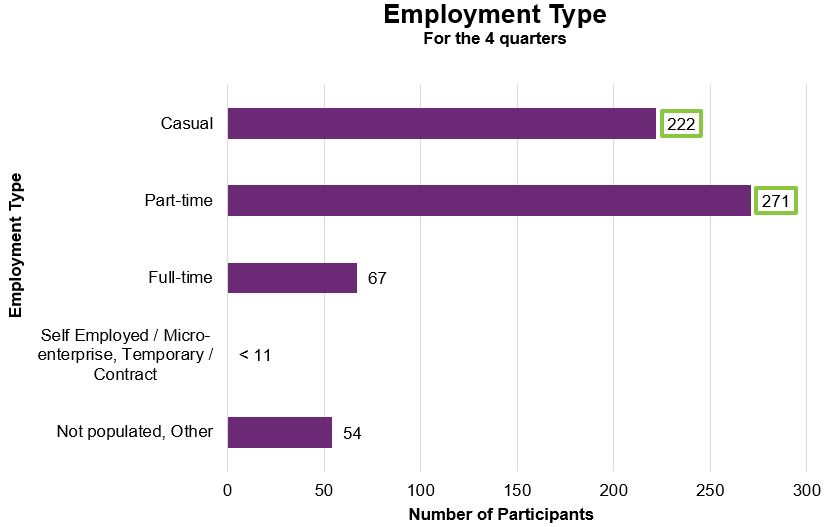 Employment Type
For the 4 quarters
Employment Type
Casual
222
Part-time
271
Full-time
67
Self Employed / Micro-
enterprise, Temporary /
Contract
< 11
Not populated, Other
54
0 50 100 150 200 250 300
Number of Participants